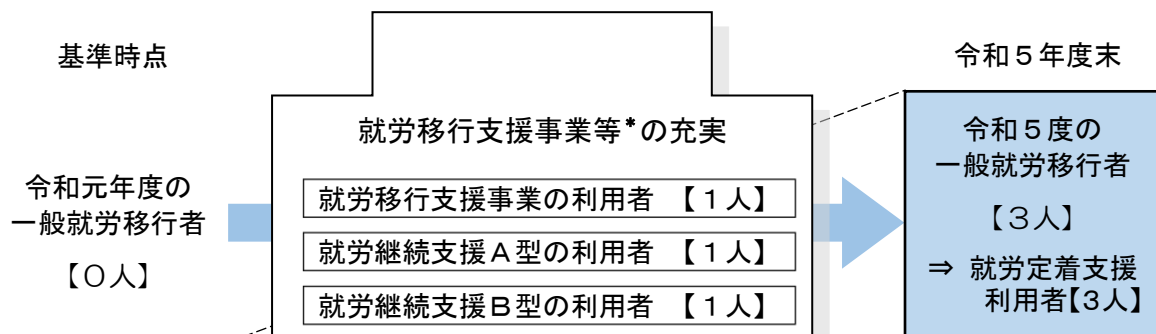 基準時点
令和元年度の
一般就労移行者
【０人】
就労移行支援事業等*の充実
就労移行支援事業の利用者 【１人】
就労継続支援Ａ型の利用者 【１人】
就労継続支援Ｂ型の利用者 【１人】
令和５年度末
令和５度の
一般就労移行者
【３人】
⇒ 就労定着支援
利用者【３人】